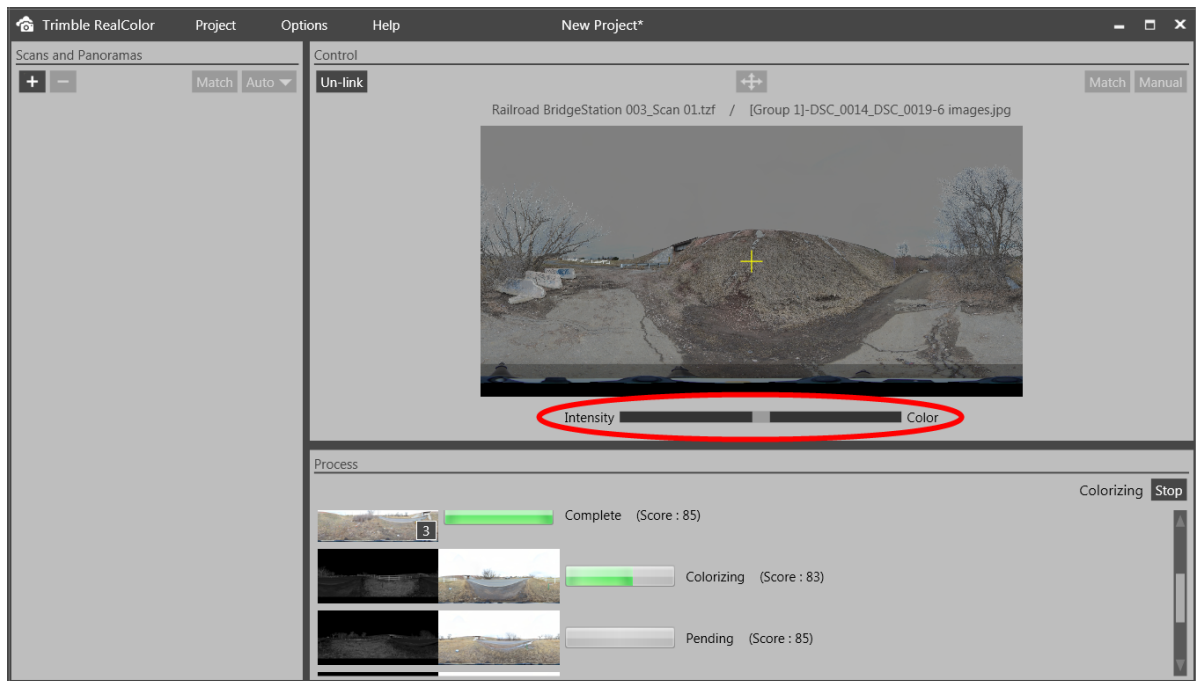 Trimble RealColor Project Options Help New Project*
Scans and Panoramas
+ − Match Auto
Control
Un-link Match Manual
Railroad BridgeStation 003_Scan 01.tzf / [Group 1]-DSC_0014_DSC_0019-6 images.jpg
Intensity Color
Process
Colorizing Stop
3 Complete (Score : 85)
Colorizing (Score : 83)
Pending (Score : 85)